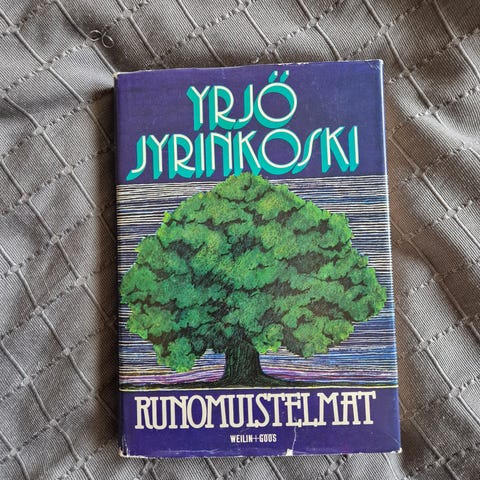 YRJÖ
JYRINKOSKI
RUNOMUISTELMAT
WEILIN+GÖÖS